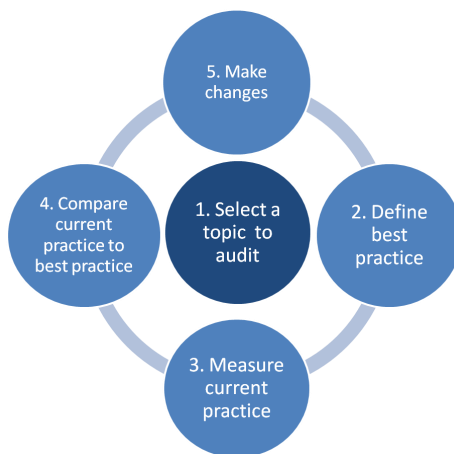 5. Make
changes
4. Compare
current
practice to
best practice
1. Select a
topic to
audit
2. Define
best
practice
3. Measure
current
practice